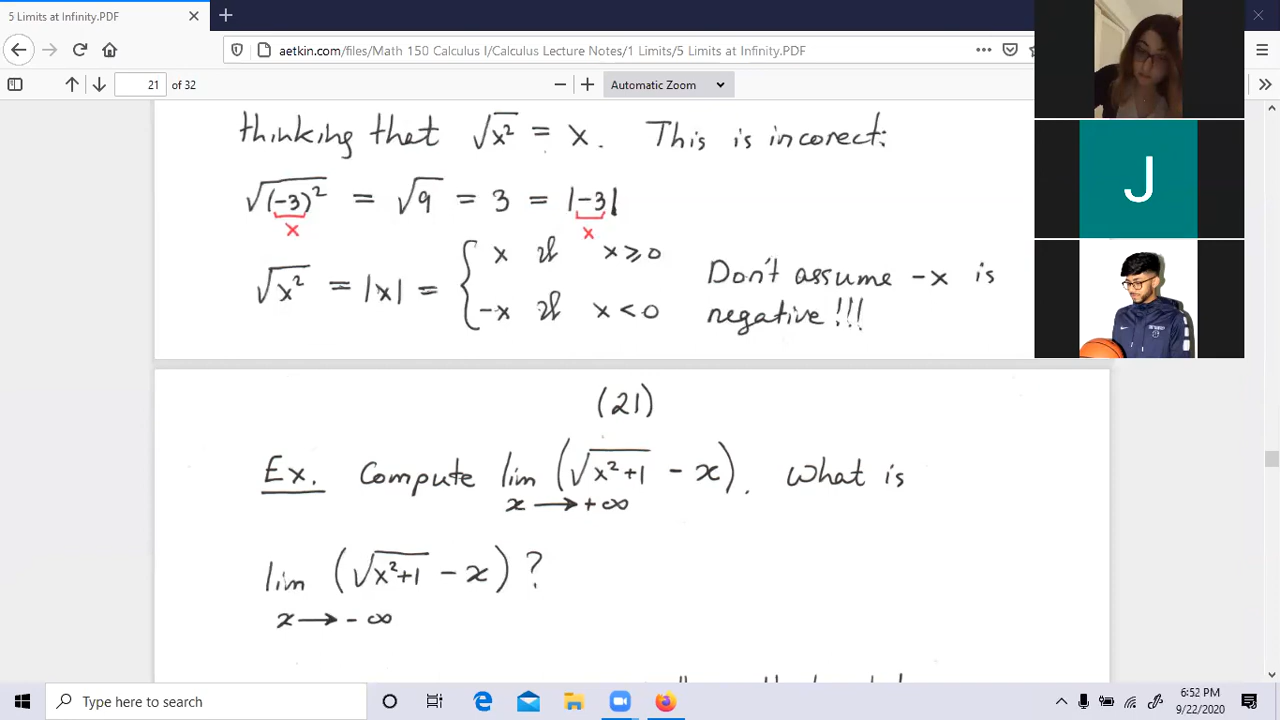 5 Limits at Infinity.PDF
aetkin.com/files/Math 150 Calculus I/Calculus Lecture Notes/1 Limits/5 Limits at Infinity.PDF
21 of 32
Automatic Zoom
thinking that √x² = x. This is incorect:
√(-3)² = √9 = 3 = |-3|
x x
√x² = |x| = { x if x ≥ 0
-x if x < 0
Don't assume -x is
negative!!!
J
(21)
Ex. Compute lim (√x²+1 - x). What is
x → +∞
lim (√x²+1 - x)?
x → -∞
Type here to search
6:52 PM
9/22/2020